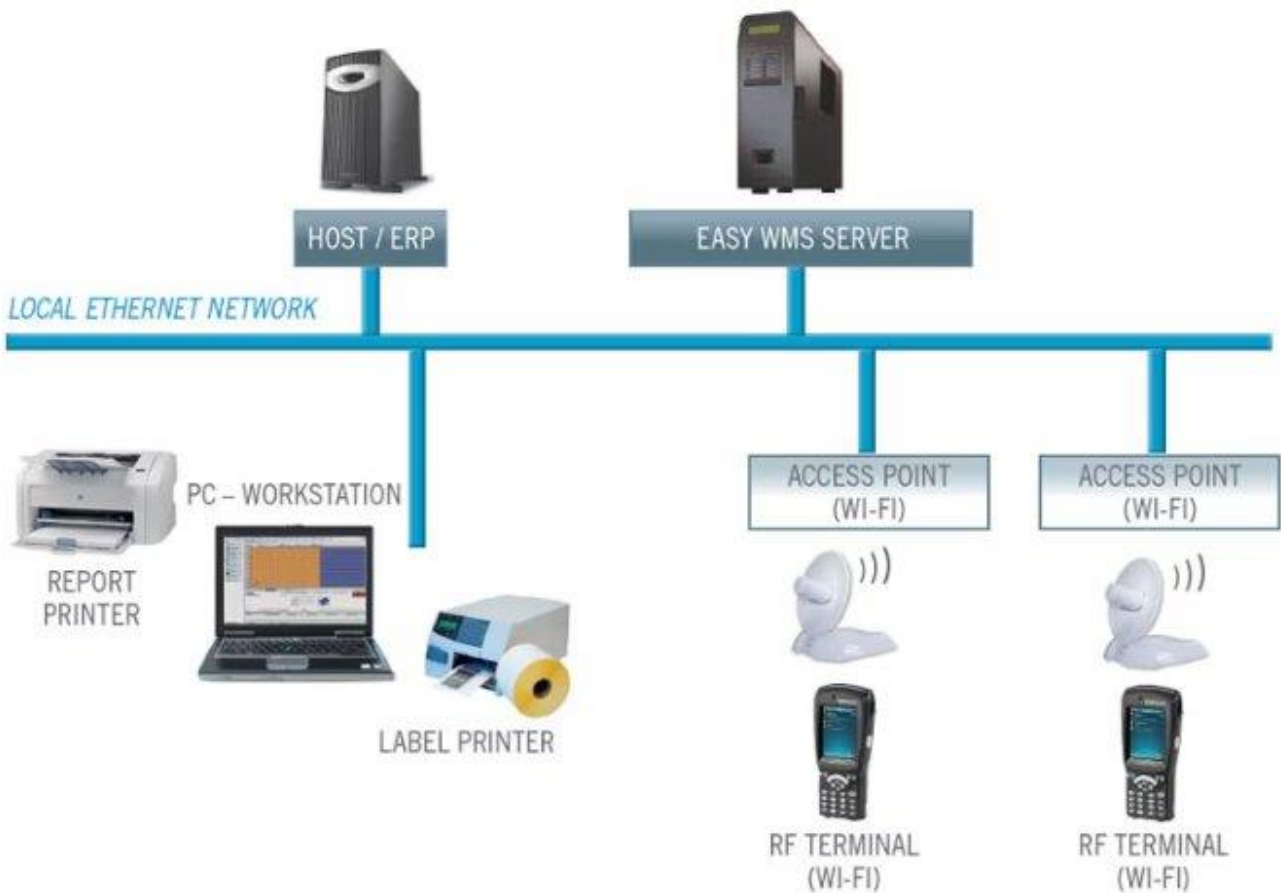 HOST / ERP
EASY WMS SERVER
LOCAL ETHERNET NETWORK
PC – WORKSTATION
REPORT
PRINTER
LABEL PRINTER
ACCESS POINT
(WI-FI)
ACCESS POINT
(WI-FI)
RF TERMINAL
(WI-FI)
RF TERMINAL
(WI-FI)